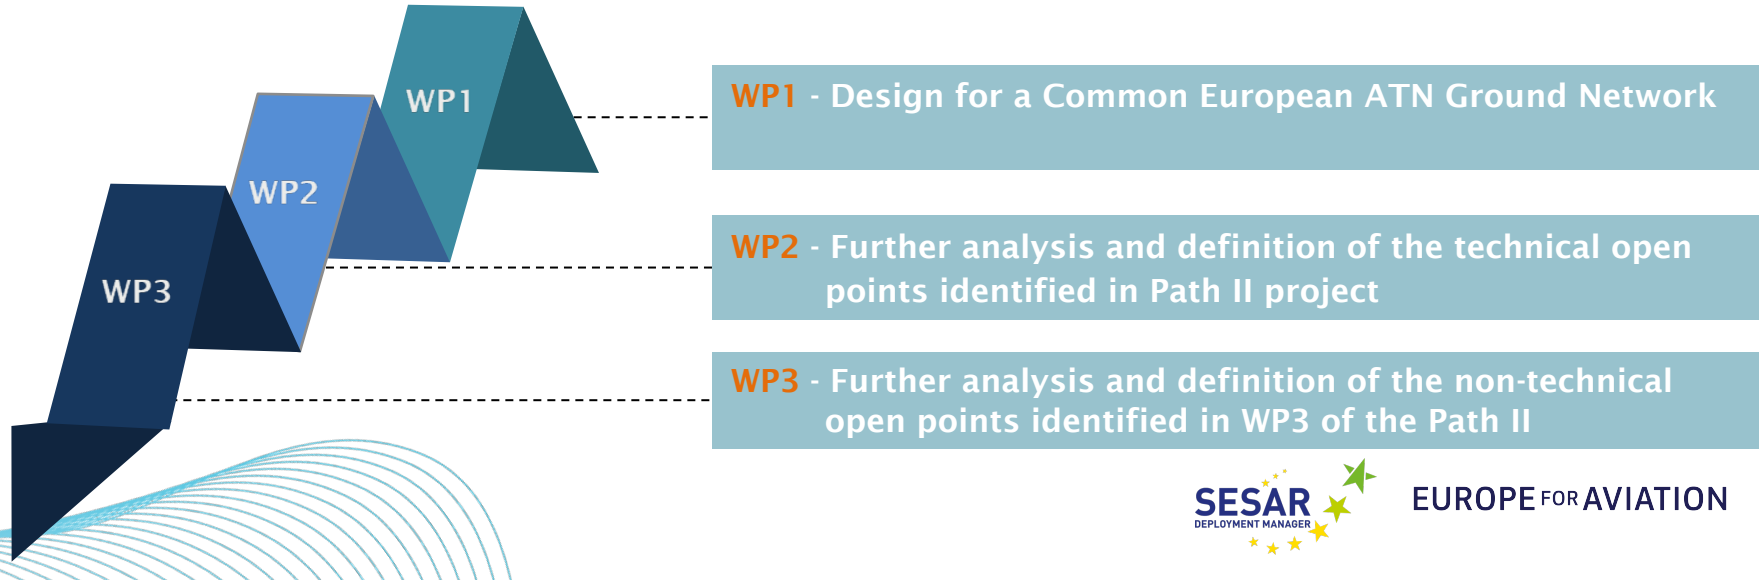 WP1
WP1 - Design for a Common European ATN Ground Network
WP2
WP2 - Further analysis and definition of the technical open
points identified in Path II project
WP3
WP3 - Further analysis and definition of the non-technical
open points identified in WP3 of the Path II
SESAR
DEPLOYMENT MANAGER
EUROPE FOR AVIATION